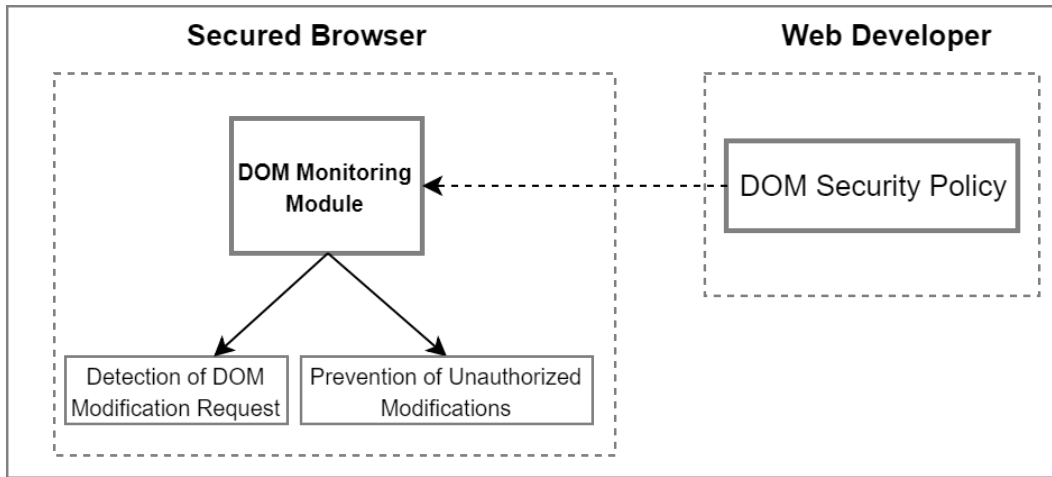 Secured Browser
Web Developer
DOM Monitoring
Module
DOM Security Policy
Detection of DOM
Modification Request
Prevention of Unauthorized
Modifications